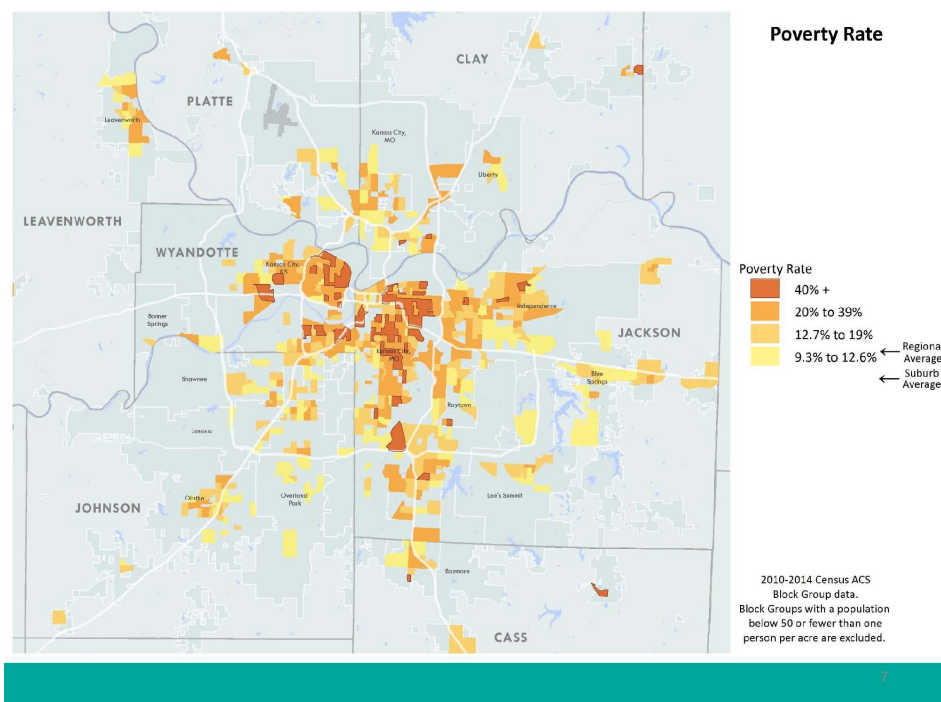 Poverty Rate
CLAY
PLATTE
Leavenworth
Kansas City,
MO
Liberty
LEAVENWORTH
WYANDOTTE
Kansas City,
KS
Bonner
Springs
Independence
JACKSON
Kansas City,
MO
Shawnee
Blue
Springs
Raytown
Lenexa
Olathe
Overland
Park
Lee's Summit
JOHNSON
Raymore
CASS
Poverty Rate
40% +
20% to 39%
12.7% to 19%
9.3% to 12.6%
Regiona
Average
Suburb
Average
2010-2014 Census ACS
Block Group data.
Block Groups with a population
below 50 or fewer than one
person per acre are excluded.
7